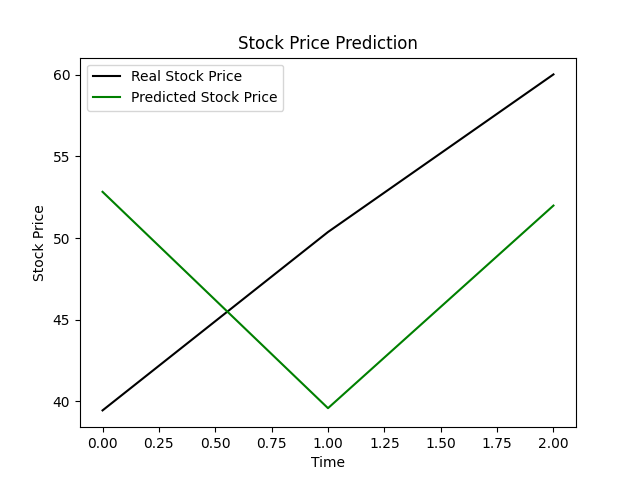 Stock Price Prediction
Real Stock Price
Predicted Stock Price
Stock Price
60
55
50
45
40
0.00 0.25 0.50 0.75 1.00 1.25 1.50 1.75 2.00
Time